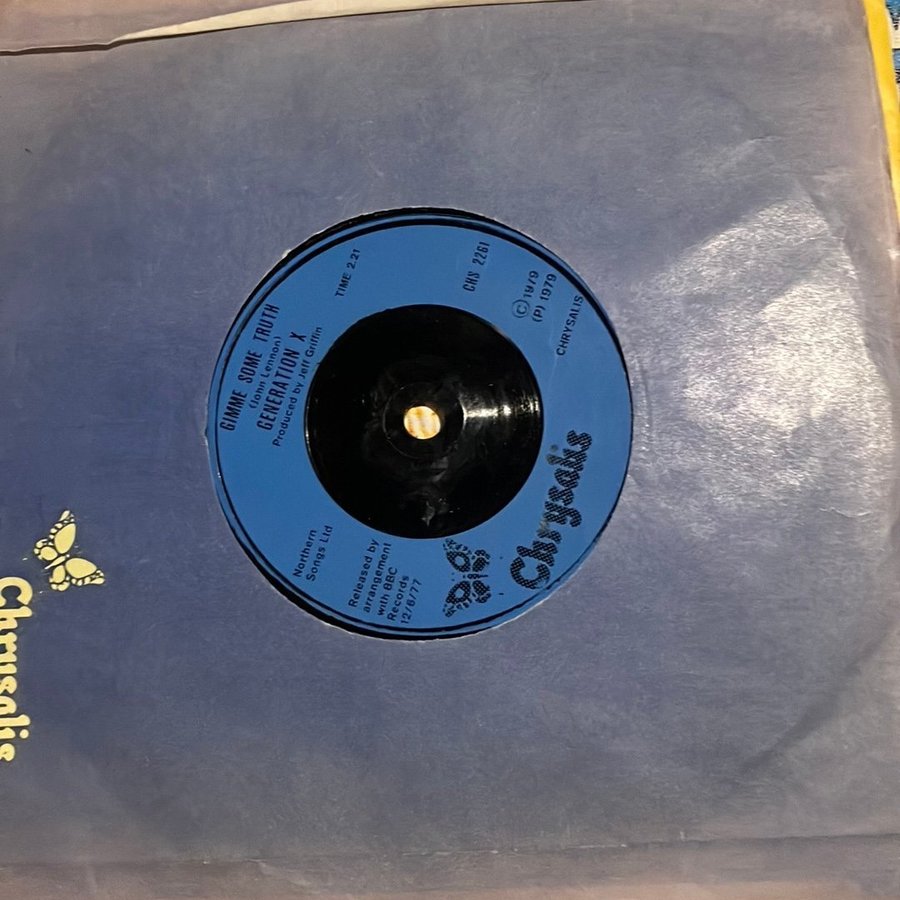 GIMME SOME TRUTH
(John Lennon)
GENERATION X
Produced by Jeff Griffin
TIME 2:21
CHS 2261
©1979
(P) 1979
CHRYSALIS
Northern
Songs Ltd
Released by
arrangement
with BBC
Records
12/6/77
Chrysalis
Chrysalis